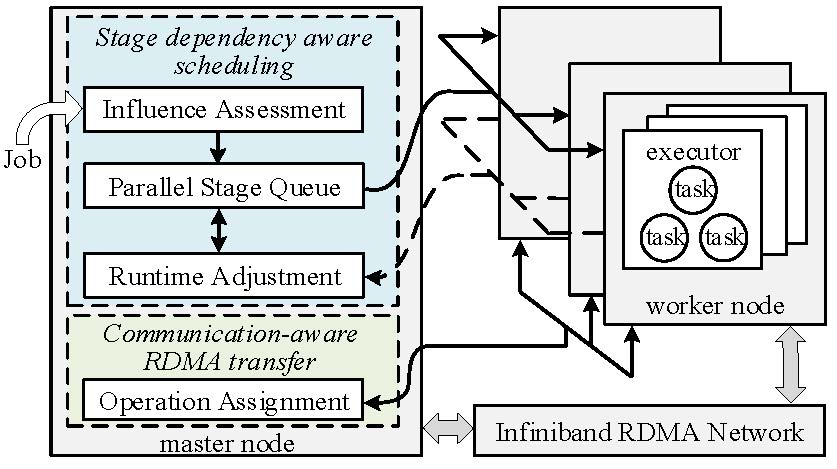 Stage dependency aware
scheduling
Influence Assessment
Job
Parallel Stage Queue
Runtime Adjustment
Communication-aware
RDMA transfer
Operation Assignment
master node
executor
task
task
task
worker node
Infiniband RDMA Network